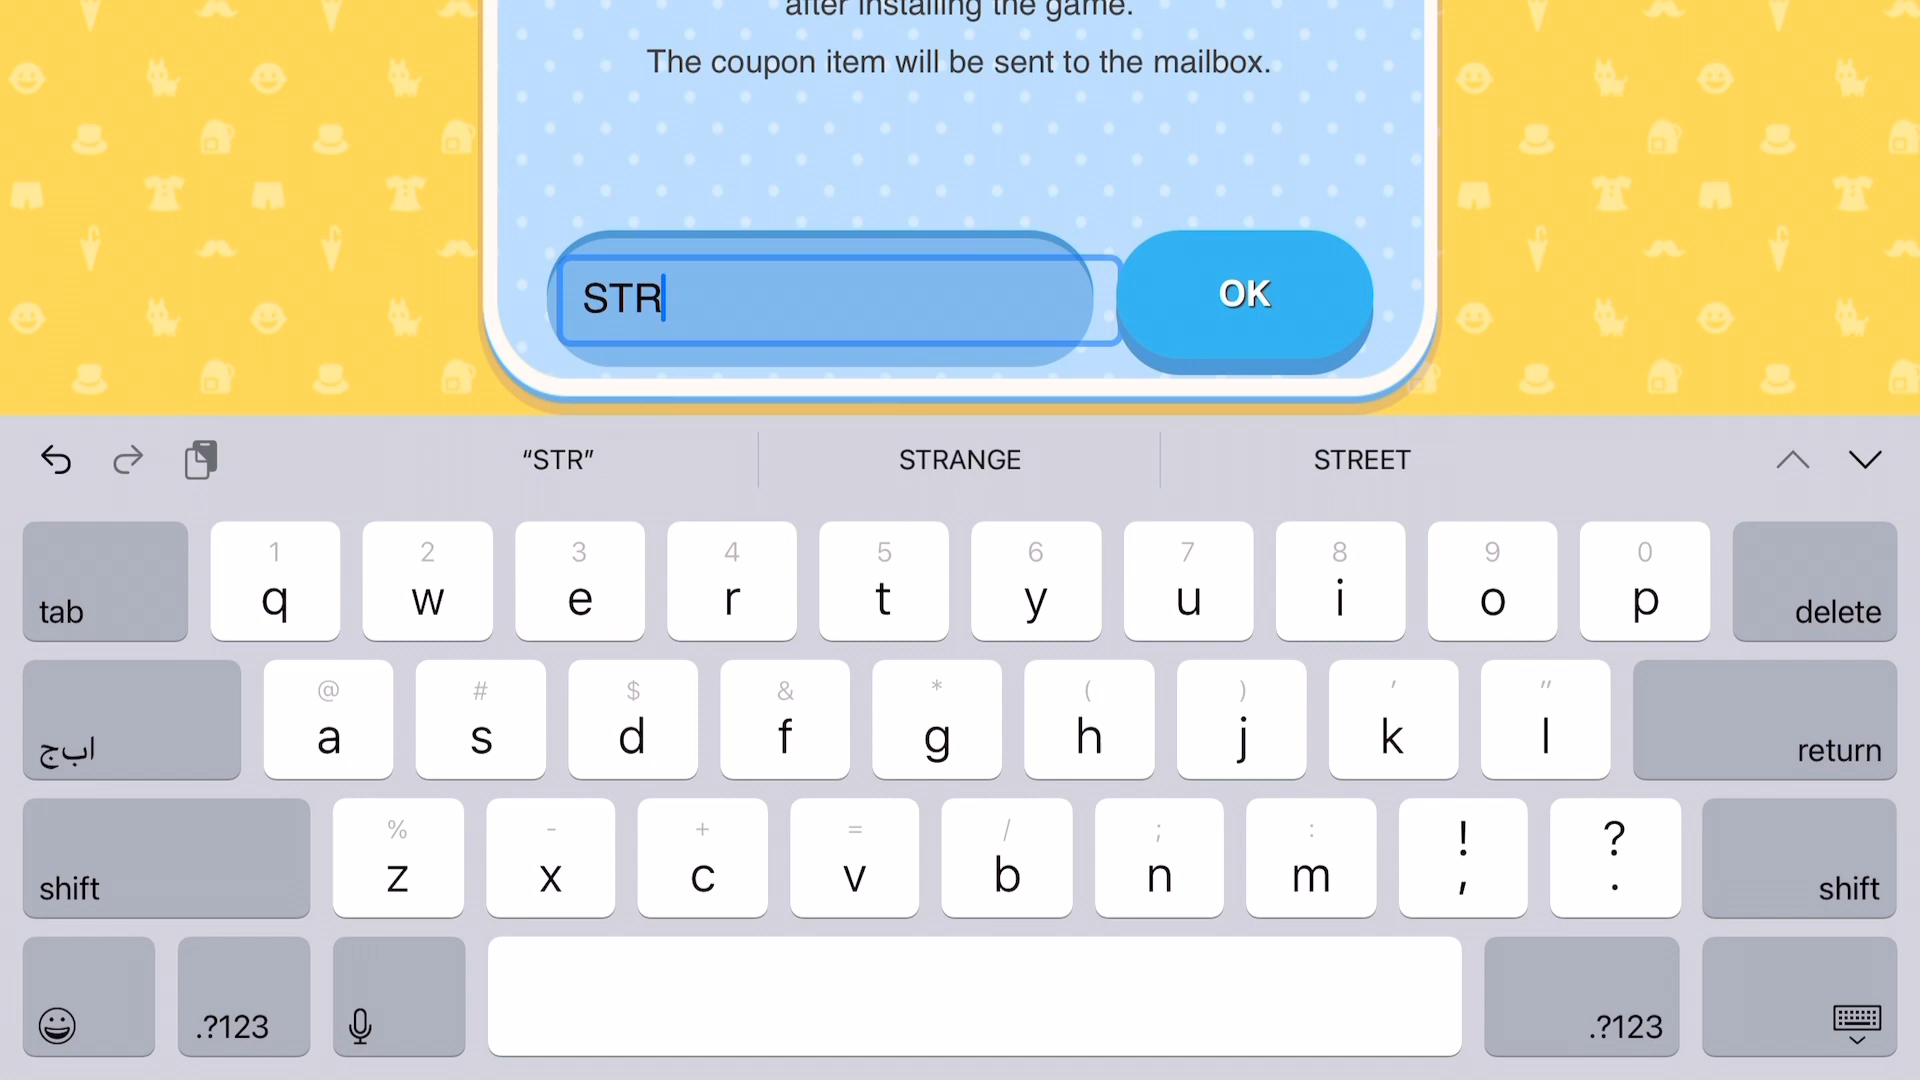 after installing the game.
The coupon item will be sent to the mailbox.
STR
OK
“STR” STRANGE STREET
tab 1 q 2 w 3 e 4 r 5 t 6 y 7 u 8 i 9 o 0 p delete
ابج @ a # s $ d & f * g ( h ) j ' k " l return
shift % z - x + c = v / b ; n : m ! , ? . shift
.?123 .?123